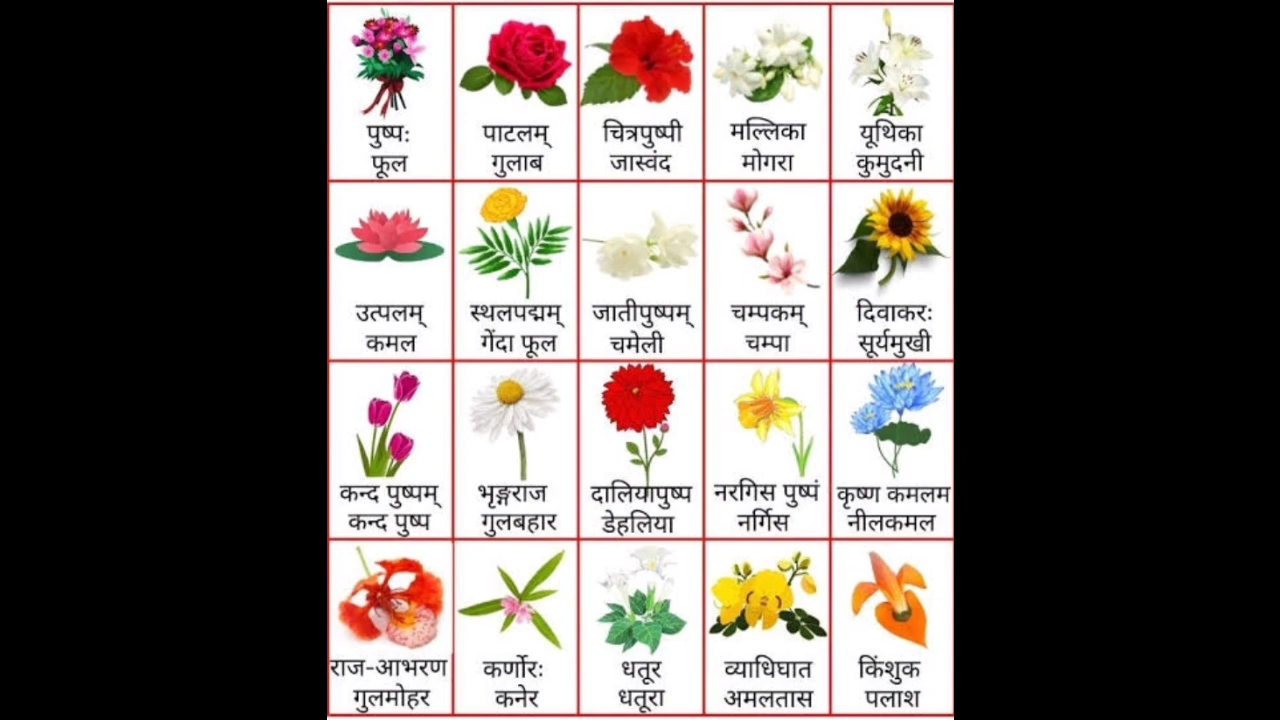 पुष्पः
फूल
पाटलम्
गुलाब
चित्रपुष्पी
जास्वंद
मल्लिका
मोगरा
यूथिका
कुमुदनी
उत्पलम्
कमल
स्थलपद्मम्
गेंदा फूल
जातीपुष्पम्
चमेली
चम्पकम्
चम्पा
दिवाकरः
सूर्यमुखी
कन्द पुष्पम्
कन्द पुष्प
भृङ्गराज
गुलबहार
दालियापुष्प
डेहलिया
नरगिस पुष्पं
नर्गिस
कृष्ण कमलम
नीलकमल
राज-आभरण
गुलमोहर
कर्णोरः
कनेर
धतूर
धतूरा
व्याधिघात
अमलतास
किंशुक
पलाश